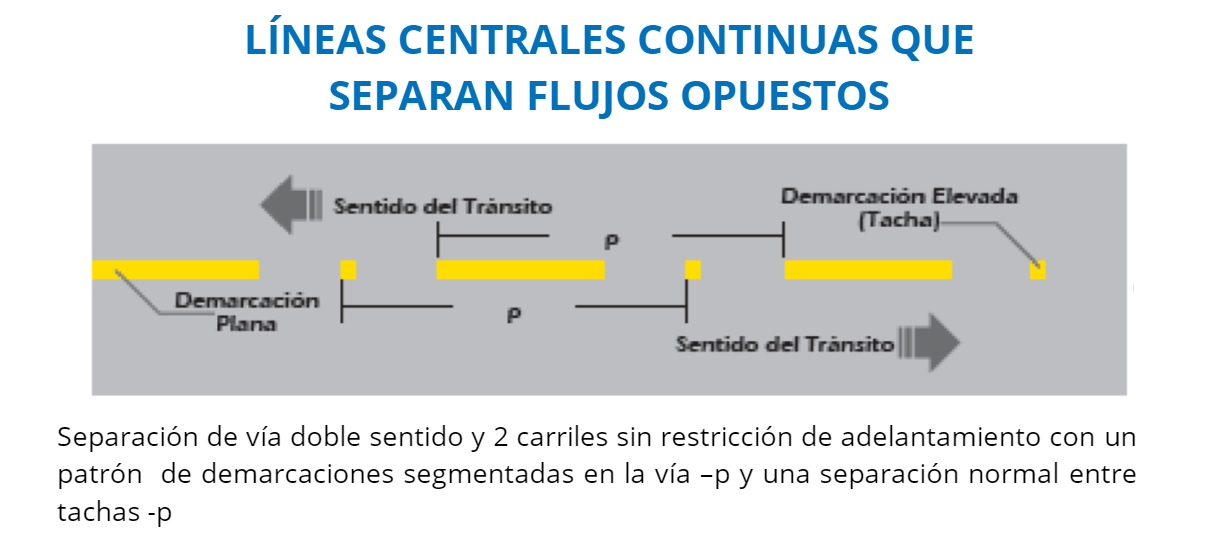 LÍNEAS CENTRALES CONTINUAS QUE
SEPARAN FLUJOS OPUESTOS
Sentido del Trànsito
Demarcación Elevada
(Tacha)
ρ
Demarcación
Plana
ρ
Sentido del Trànsito
Separación de vía doble sentido y 2 carriles sin restricción de adelantamiento con un
patrón de demarcaciones segmentadas en la vía –p y una separación normal entre
tachas -p